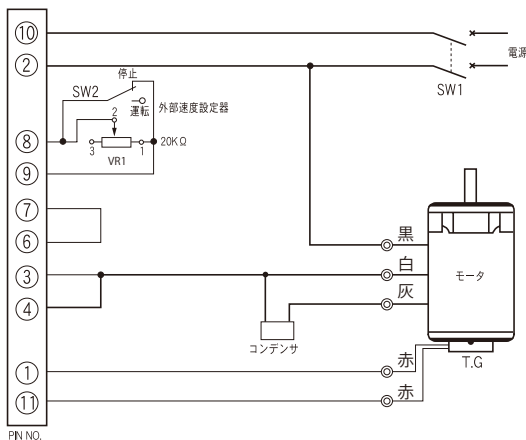 ⑩
電源
②
停止
SW1
SW2
運転
外部速度設定器
2
⑧
20KΩ
3
1
VR1
⑨
⑦
黒
⑥
白
③
モータ
灰
④
コンデンサ
①
赤
T.G
⑪
赤
PIN NO.